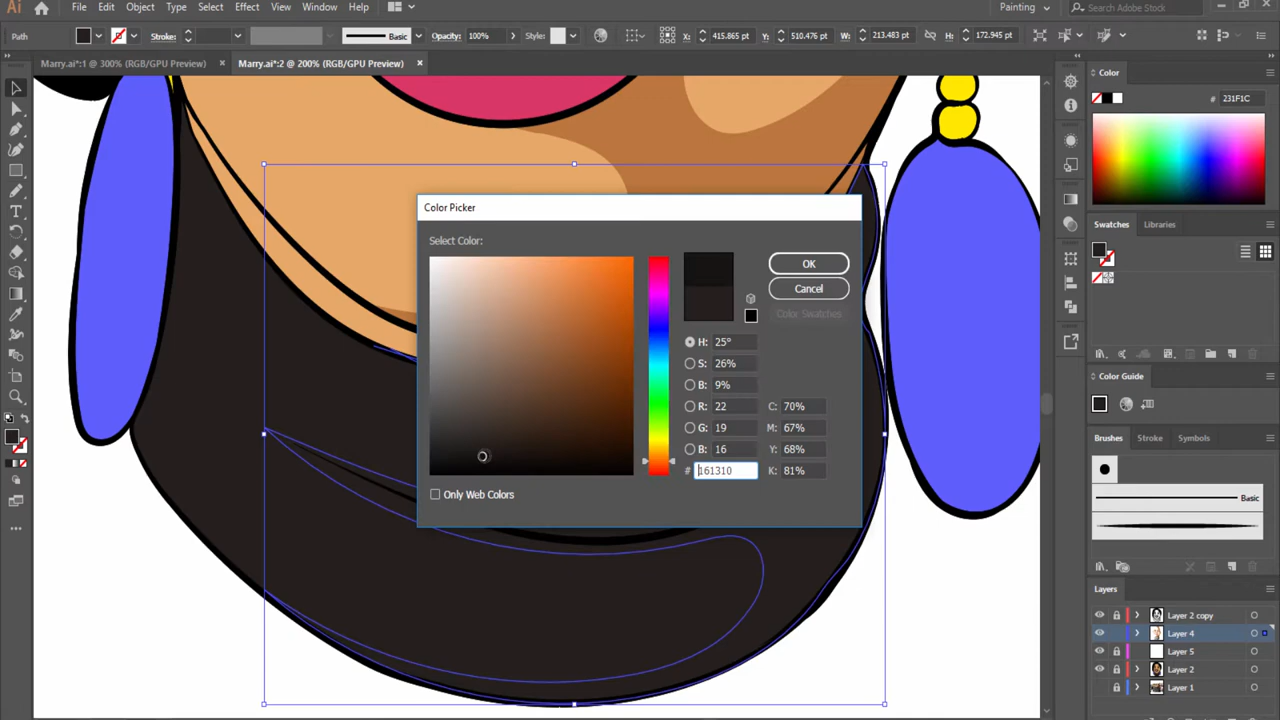 Ai File Edit Object Type Select Effect View Window Help Painting Search Adobe Stock
Path Stroke: Basic Opacity: 100% Style: X: 415.865 pt Y: 510.476 pt W: 213.483 pt H: 172.945 pt
Marry.ai*:1 @ 300% (RGB/GPU Preview) × Marry.ai*:2 @ 200% (RGB/GPU Preview) ×
Color
# 231F1C
Color Picker
Select Color:
OK
Cancel
Color Swatches
H: 25°
S: 26%
B: 9%
R: 22 C: 70%
G: 19 M: 67%
B: 16 Y: 68%
# 161310 K: 81%
Only Web Colors
Swatches Libraries
Color Guide
Brushes Stroke Symbols
Basic
Layers
Layer 2 copy
Layer 4
Layer 5
Layer 2
Layer 1